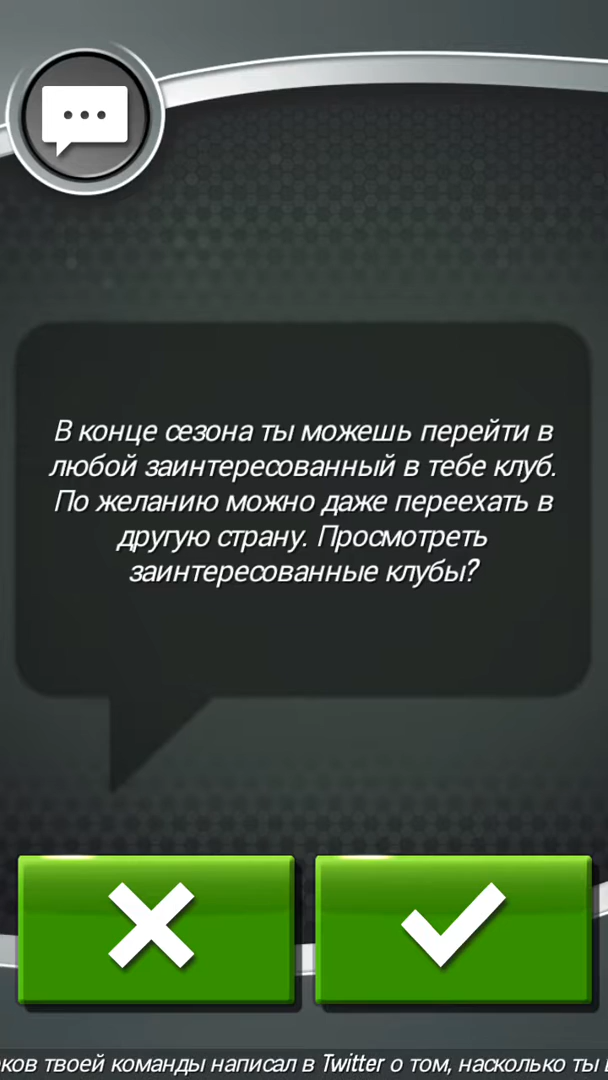 В конце сезона ты можешь перейти в
любой заинтересованный в тебе клуб.
По желанию можно даже переехать в
другую страну. Просмотреть
заинтересованные клубы?
твоей команды написал в Twitter о том, насколько ты